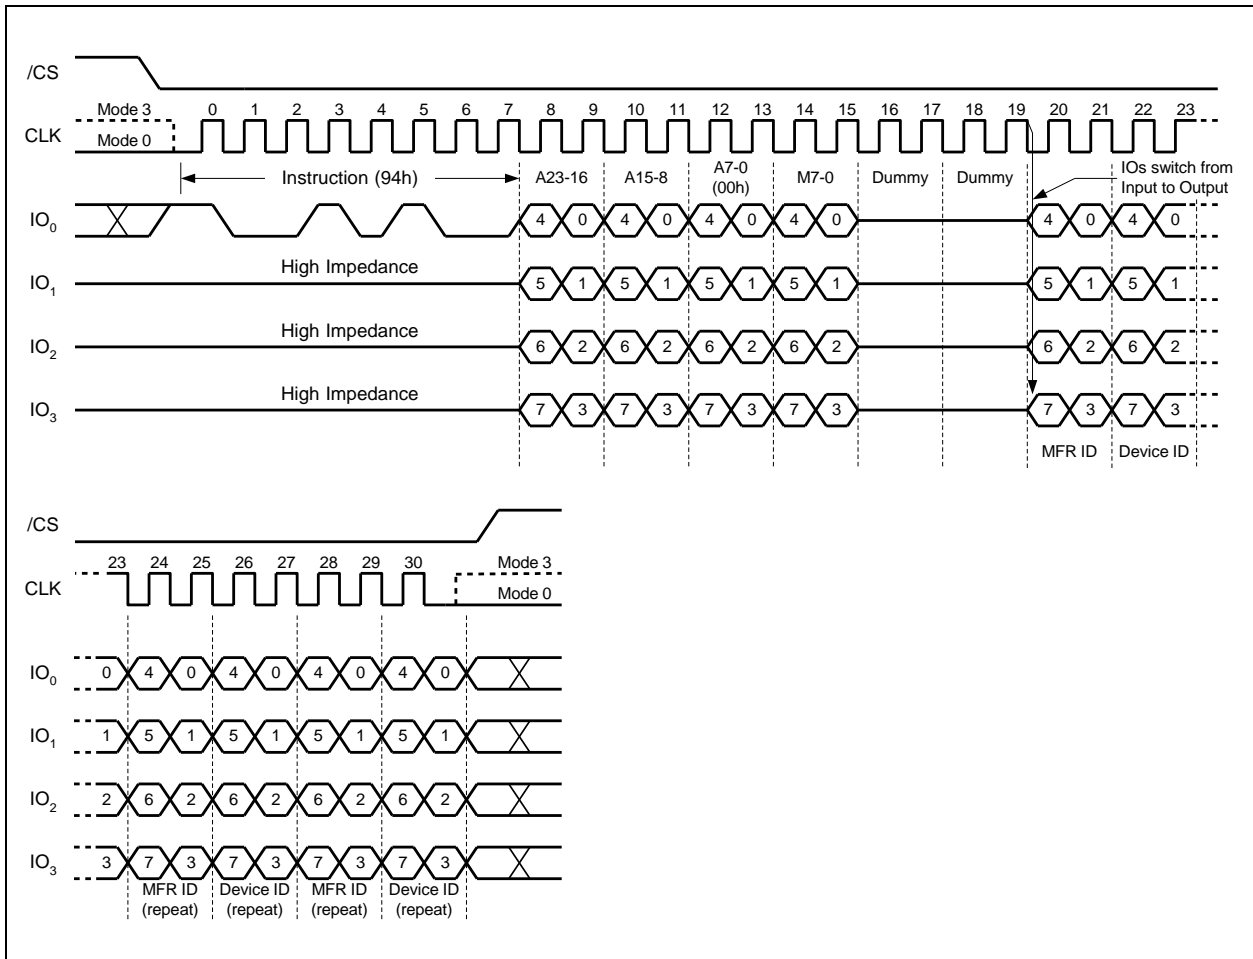 /CS
Mode 3 0 1 2 3 4 5 6 7 8 9 10 11 12 13 14 15 16 17 18 19 20 21 22 23
CLK Mode 0
Instruction (94h) A23-16 A15-8 A7-0 (00h) M7-0 Dummy Dummy IOs switch from
Input to Output
IO0 4 0 4 0 4 0 4 0 4 0 4 0
High Impedance
IO1 5 1 5 1 5 1 5 1 5 1 5 1
High Impedance
IO2 6 2 6 2 6 2 6 2 6 2 6 2
High Impedance
IO3 7 3 7 3 7 3 7 3 7 3 7 3
MFR ID Device ID
/CS
23 24 25 26 27 28 29 30 Mode 3
CLK Mode 0
IO0 0 4 0 4 0 4 0 4 0
IO1 1 5 1 5 1 5 1 5 1
IO2 2 6 2 6 2 6 2 6 2
IO3 3 7 3 7 3 7 3 7 3
MFR ID Device ID MFR ID Device ID
(repeat) (repeat) (repeat) (repeat)